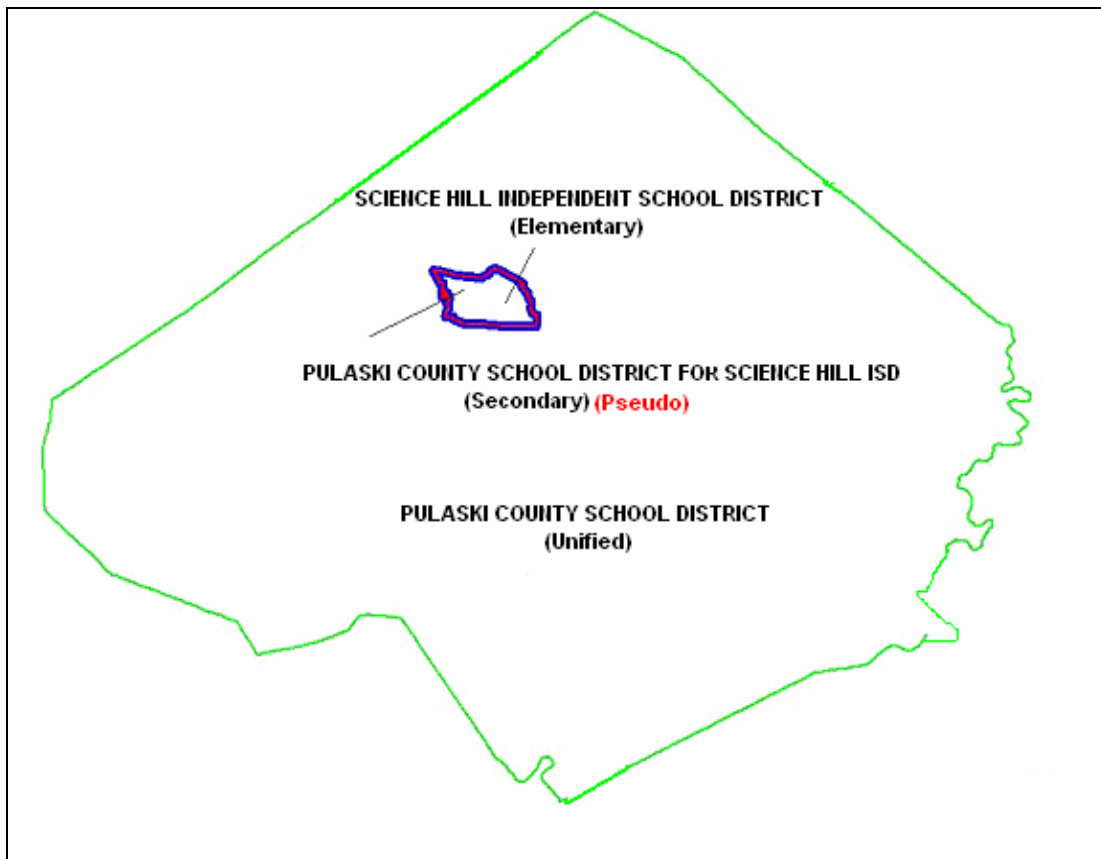 SCIENCE HILL INDEPENDENT SCHOOL DISTRICT
(Elementary)
PULASKI COUNTY SCHOOL DISTRICT FOR SCIENCE HILL ISD
(Secondary) (Pseudo)
PULASKI COUNTY SCHOOL DISTRICT
(Unified)